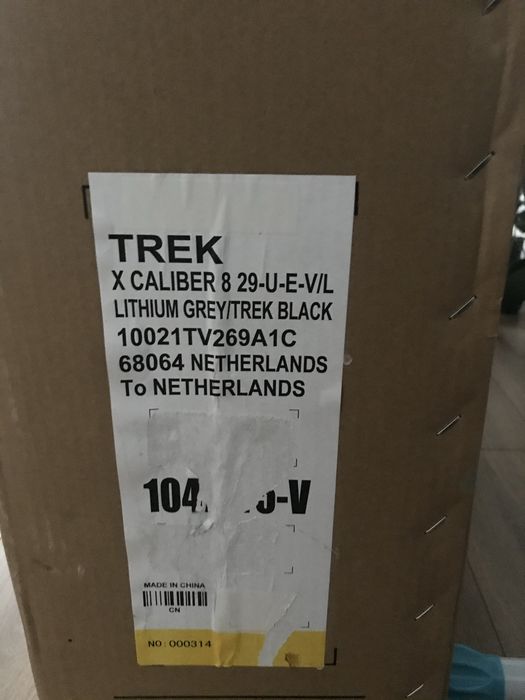 TREK
X CALIBER 8 29-U-E-V/L
LITHIUM GREY/TREK BLACK
10021TV269A1C
68064 NETHERLANDS
To NETHERLANDS
MADE IN CHINA
CN
NO: 000314